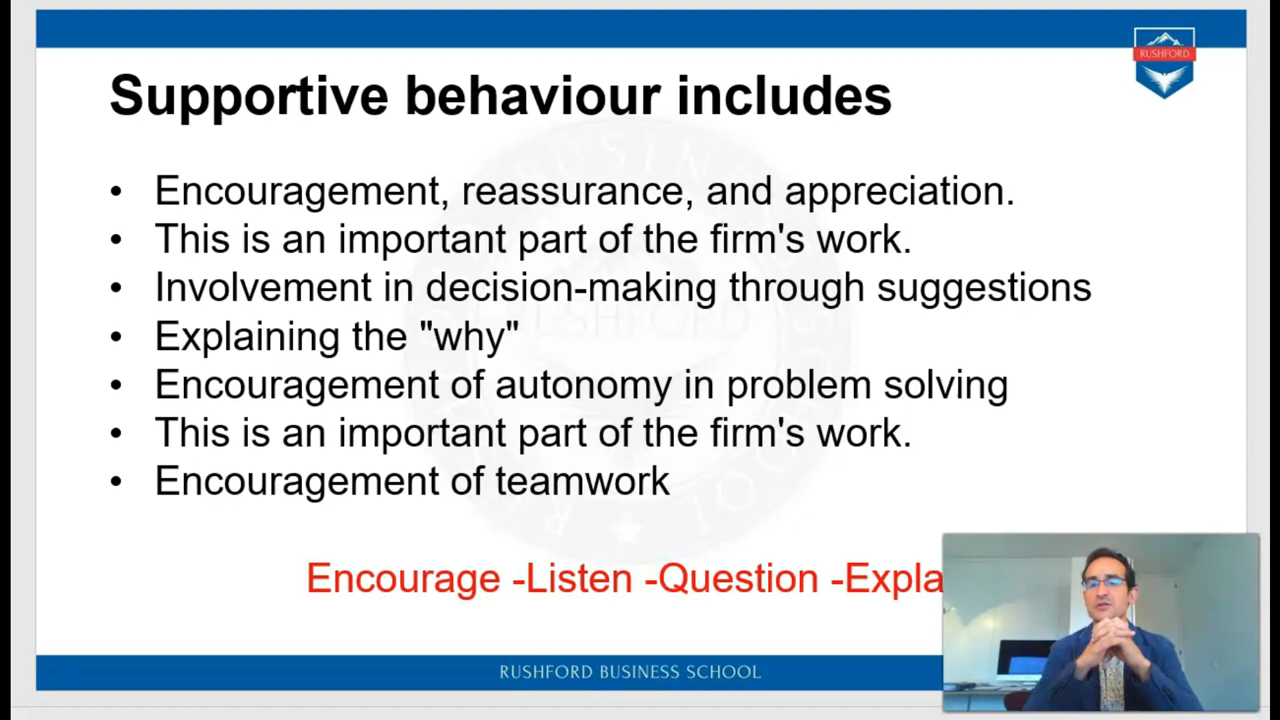 RUSHFORD
Supportive behaviour includes
• Encouragement, reassurance, and appreciation.
• This is an important part of the firm's work.
• Involvement in decision-making through suggestions
• Explaining the "why"
• Encouragement of autonomy in problem solving
• This is an important part of the firm's work.
• Encouragement of teamwork
RUSHFORD
Encourage -Listen -Question -Expla
RUSHFORD BUSINESS SCHOOL